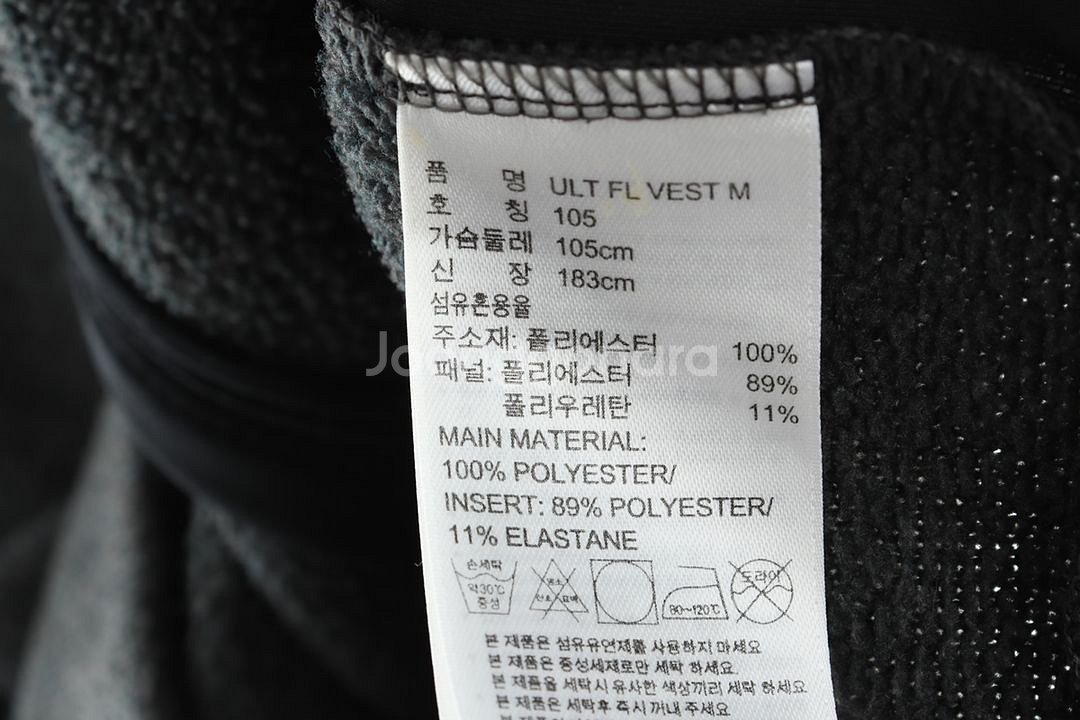 품 명 ULT FL VEST M
호 칭 105
가슴둘레 105cm
신 장 183cm
섬유혼용율
주소재: 폴리에스터 100%
패널: 폴리에스터 89%
폴리우레탄 11%
MAIN MATERIAL:
100% POLYESTER/
INSERT: 89% POLYESTER/
11% ELASTANE
손세탁
약30℃
중성
염소
산소 표백
80~120℃
드라이
본 제품은 섬유유연제를 사용하지 마세요
본 제품은 중성세제로만 세탁 하세요.
본 제품을 세탁시 유사한 색상끼리 세탁 하세요
본 제품은 세탁후 즉시 꺼내 주세요